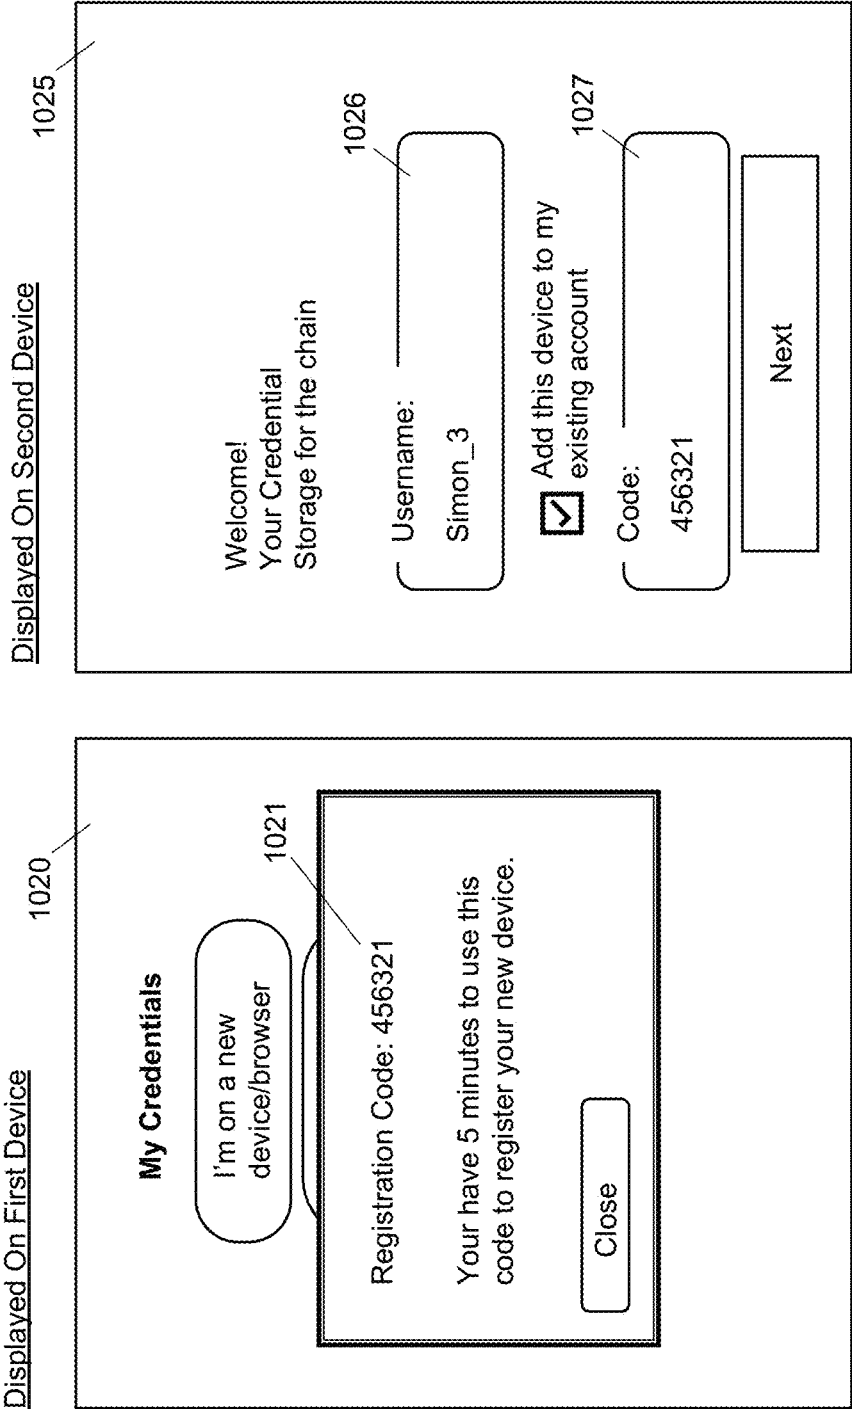 Displayed On First Device
1020
My Credentials
I'm on a new
device/browser
1021
Registration Code: 456321
Your have 5 minutes to use this
code to register your new device.
Close
Displayed On Second Device
1025
Welcome!
Your Credential
Storage for the chain
1026
Username:
Simon_3
Add this device to my
existing account
1027
Code:
456321
Next